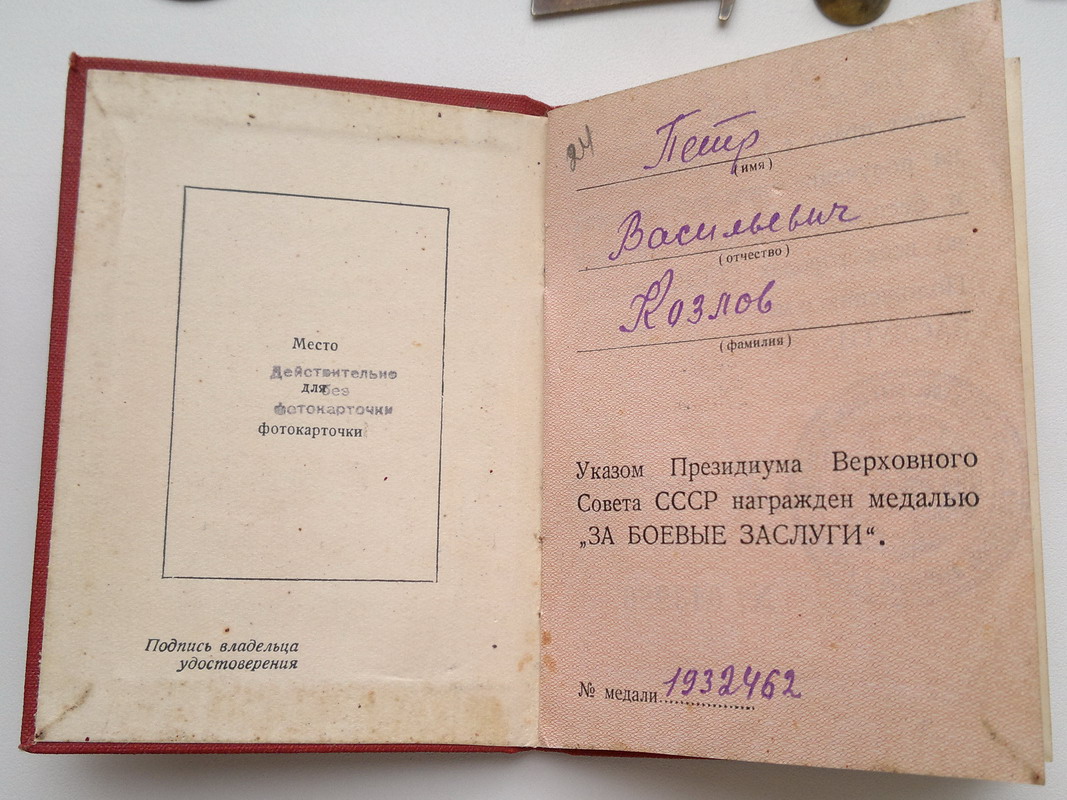 Место
Действительно
для
без
фотокарточки
фотокарточки
Подпись владельца
удостоверения
24
Петр
(имя)
Васильевич
(отчество)
Козлов
(фамилия)
Указом Президиума Верховного
Совета СССР награжден медалью
„ЗА БОЕВЫЕ ЗАСЛУГИ“.
№ медали 1932462